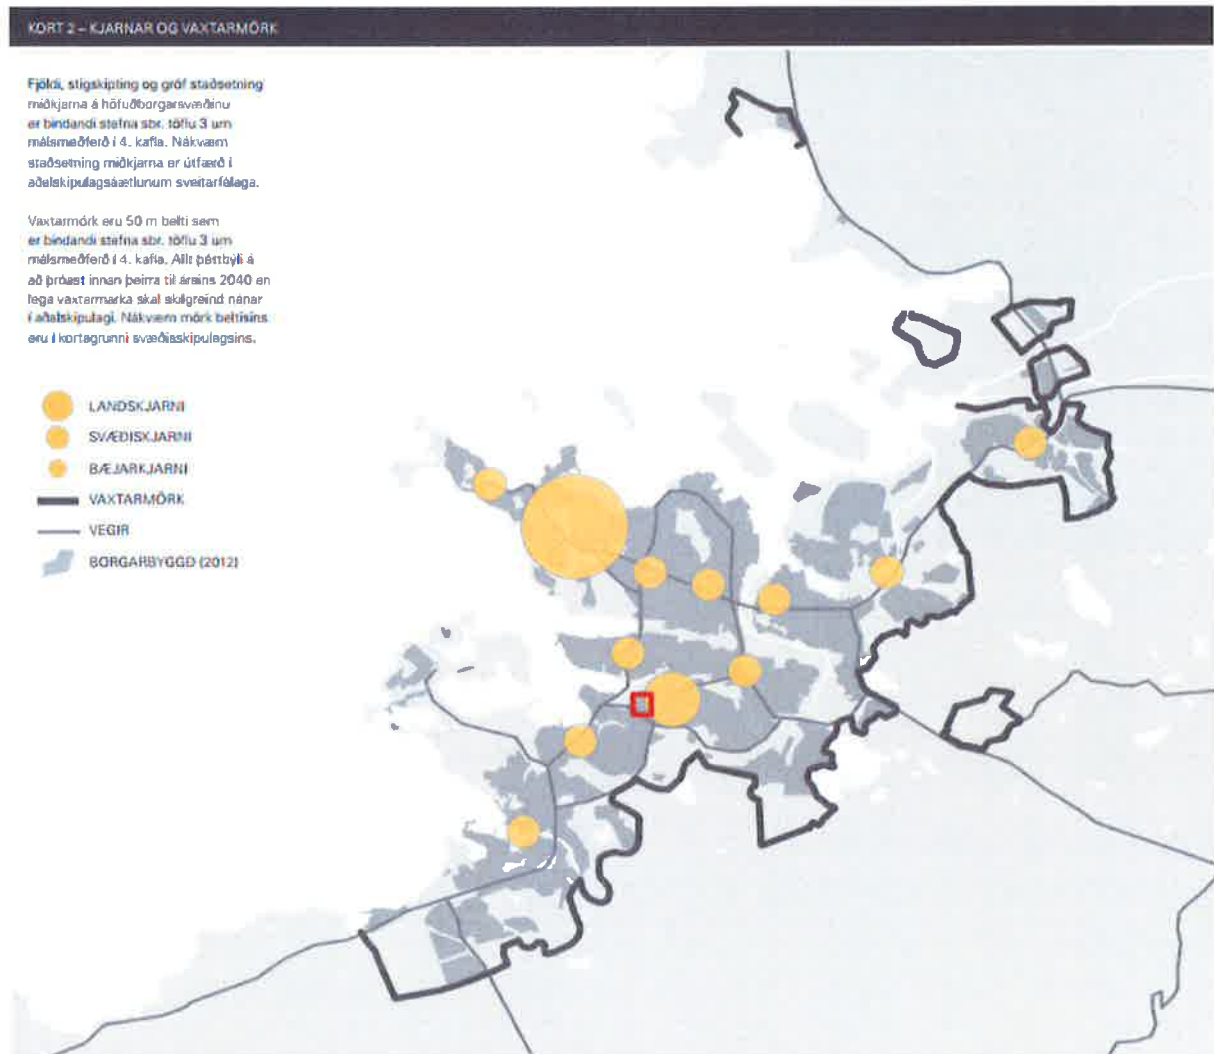 KORT 2 – KJARNAR OG VAXTARMÖRK
Fjöldi, stigskipting og gróf staðsetning
miðkjarna á höfuðborgarsvæðinu
er bindandi stefna sbr. töflu 3 um
málsmeðferð í 4. kafla. Nákvæm
staðsetning miðkjarna er útfærð í
aðalskipulagsáætlunum sveitarfélaga.
Vaxtarmörk eru 50 m belti sem
er bindandi stefna sbr. töflu 3 um
málsmeðferð í 4. kafla. Allt þéttbýli á
að þróast innan þeirra til ársins 2040 en
lega vaxtarmarka skal skilgreind nánar
í aðalskipulagi. Nákvæm mörk beltisins
eru í kortagrunni svæðisskipulagsins.
LANDSKJARNI
SVÆÐISKJARNI
BÆJARKJARNI
VAXTARMÖRK
VEGIR
BORGARBYGGÐ (2012)